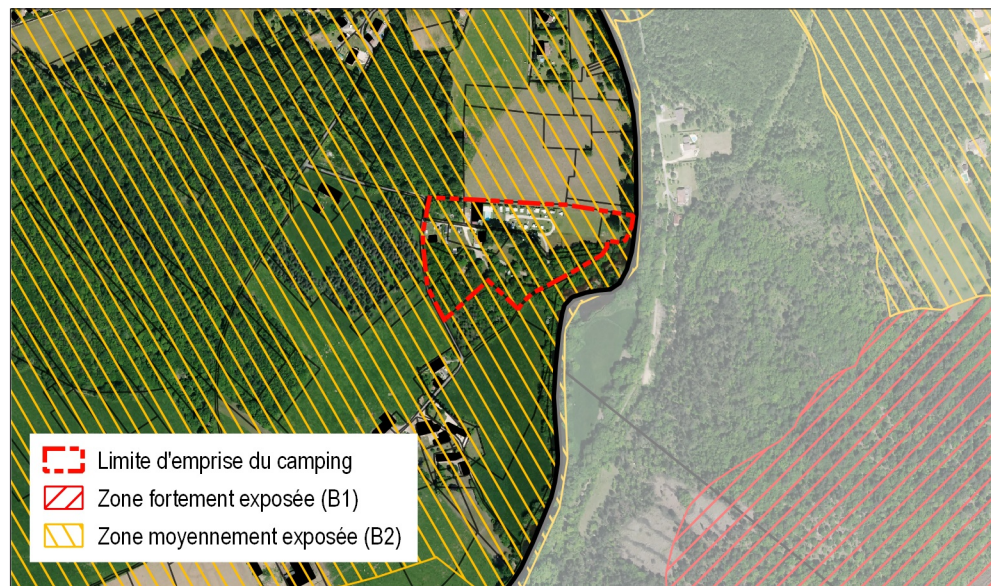 Limite d'emprise du camping
Zone fortement exposée (B1)
Zone moyennement exposée (B2)